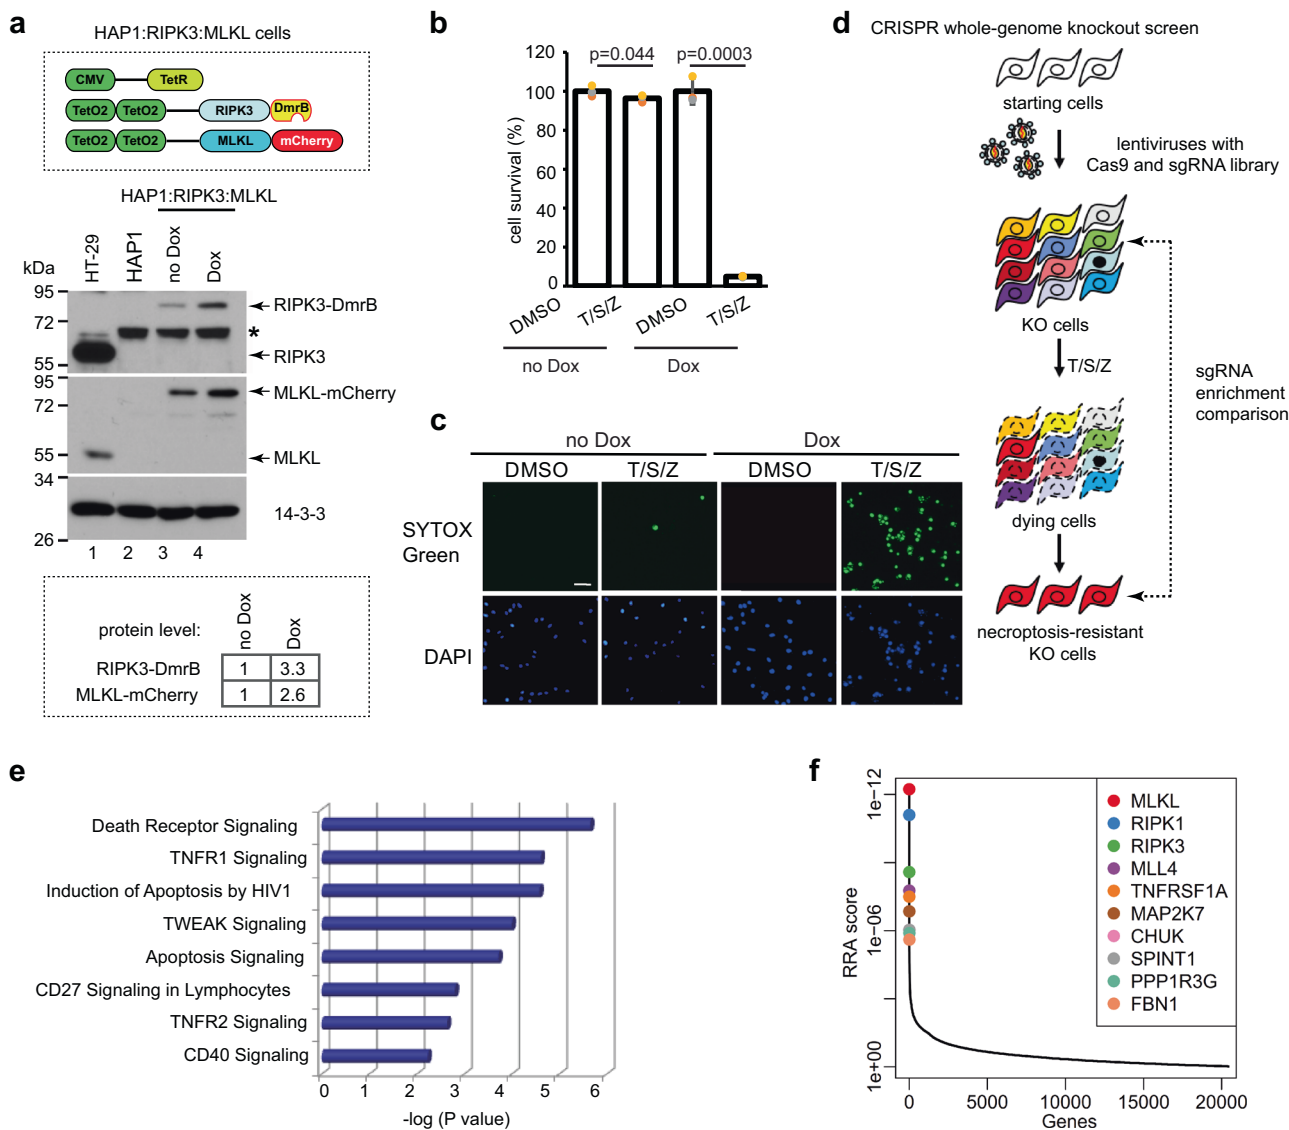 a
HAP1:RIPK3:MLKL cells
CMV TetR
TetO2 TetO2 RIPK3 DmrB
TetO2 TetO2 MLKL mCherry
HAP1:RIPK3:MLKL
kDa HT-29 HAP1 no Dox Dox
95
72
55
RIPK3-DmrB
*
RIPK3
95
72
55
MLKL-mCherry
MLKL
34
26
14-3-3
1 2 3 4
protein level: no Dox Dox
RIPK3-DmrB 1 3.3
MLKL-mCherry 1 2.6
b
p=0.044 p=0.0003
cell survival (%)
120
100
80
60
40
20
0
DMSO T/S/Z DMSO T/S/Z
no Dox Dox
c
no Dox Dox
DMSO T/S/Z DMSO T/S/Z
SYTOX
Green
DAPI
d
CRISPR whole-genome knockout screen
starting cells
lentiviruses with
Cas9 and sgRNA library
KO cells
T/S/Z
sgRNA
enrichment
comparison
dying cells
necroptosis-resistant
KO cells
e
Death Receptor Signaling
TNFR1 Signaling
Induction of Apoptosis by HIV1
TWEAK Signaling
Apoptosis Signaling
CD27 Signaling in Lymphocytes
TNFR2 Signaling
CD40 Signaling
0 1 2 3 4 5 6
-log (P value)
f
RRA score
1e-12
1e-06
1e+00
MLKL
RIPK1
RIPK3
MLL4
TNFRSF1A
MAP2K7
CHUK
SPINT1
PPP1R3G
FBN1
0 5000 10000 15000 20000
Genes